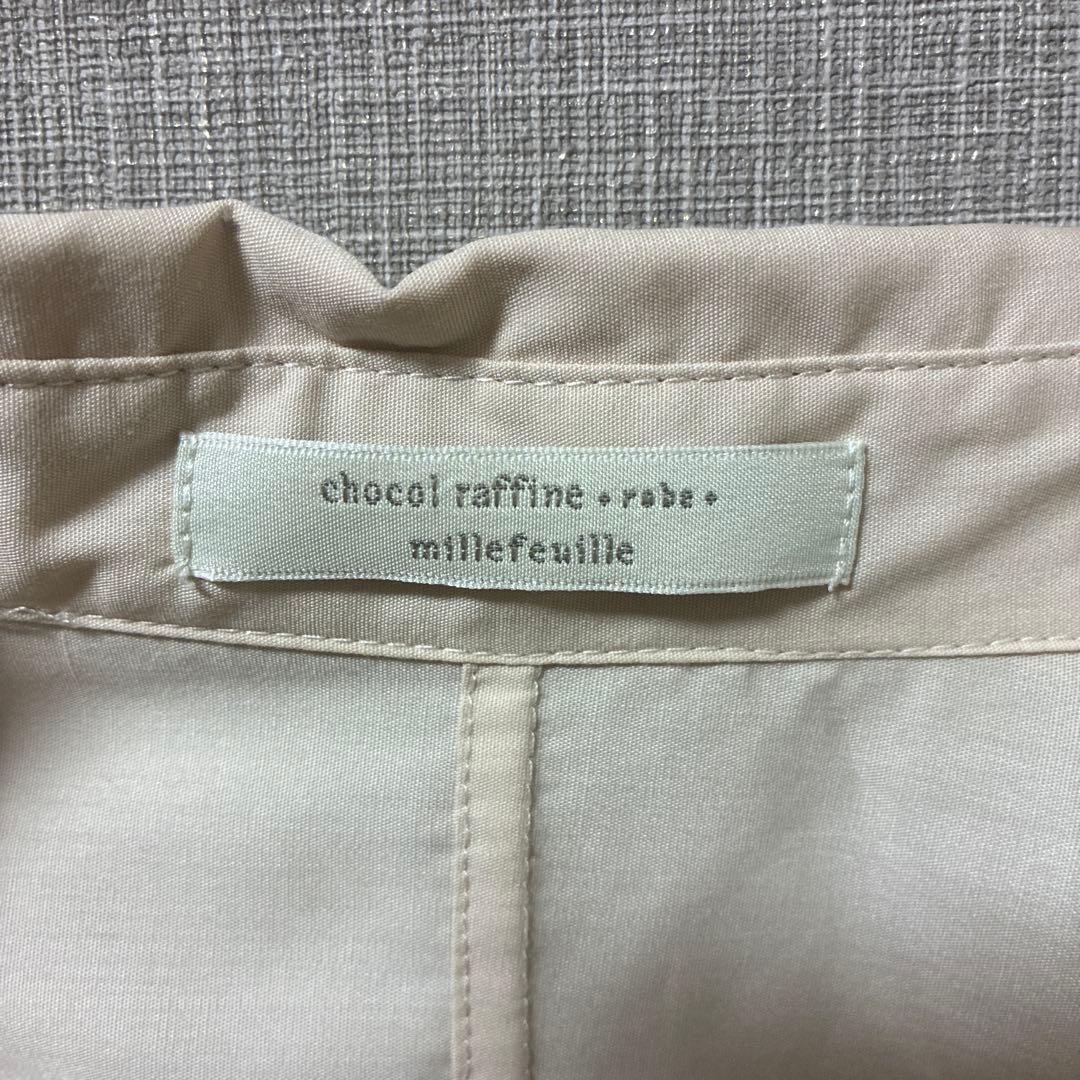 chocol raffine + robe +
millefeuille